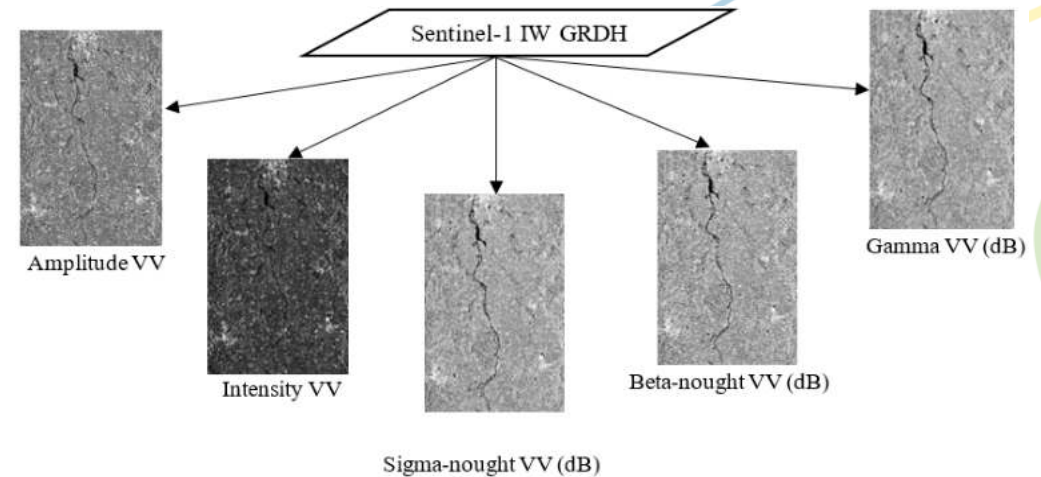 Sentinel-1 IW GRDH
Amplitude VV
Intensity VV
Sigma-nought VV (dB)
Beta-nought VV (dB)
Gamma VV (dB)